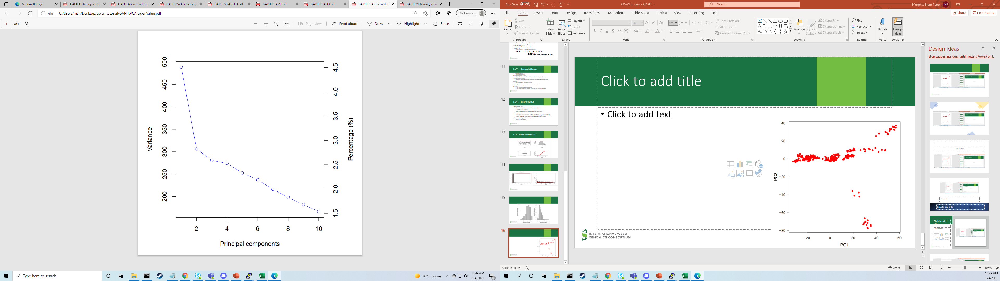 Microsoft Edge
GAPIT.Heterozygosity.
GAPIT.Kin.VanRaden.p
GAPIT.Marker.Density.
GAPIT.Marker.LD.pdf
GAPIT.PCA.2D.pdf
GAPIT.PCA.3D.pdf
GAPIT.PCA.eigenValue
GAPIT.MLM.maf_phen
File
C:/Users/irish/Desktop/gwas_tutorial/GAPIT.PCA.eigenValue.pdf
Not syncing
1
of 1
Page view
Read aloud
Draw
Highlight
Erase
Variance
200 250 300 350 400 450 500
Percentage (%)
1.5 2.0 2.5 3.0 3.5 4.0 4.5
2 4 6 8 10
Principal components
Type here to search
78°F Sunny
10:49 AM
8/4/2021
AutoSave Off
GWAS tutorial - GAPIT
Search
Murphy, Brent Peter
MB
File Home Insert Draw Design Transitions Animations Slide Show Review View Recording Help
Share
Comments
Paste
Cut
Copy
Format Painter
New
Slide
Reuse
Slides
Layout
Reset
Section
28
Text Direction
Align Text
Convert to SmartArt
Arrange
Quick
Styles
Shape Fill
Shape Outline
Shape Effects
Find
Replace
Select
Dictate
Design
Ideas
Clipboard
Slides
Font
Paragraph
Drawing
Editing
Voice
Designer
11
GAPIT – Diagnostic Outputs
12
GAPIT – Results Output
13
GAPIT model comparisons
14
15
16
Click to add title
Click to add text
PC2
40
20
0
−20
−40
−60
−80
−20 0 20 40 60
PC1
INTERNATIONAL WEED
GENOMICS CONSORTIUM
Design Ideas
Stop suggesting ideas until I restart PowerPoint.
Click to add title
Click to add
Slide 16 of 16
Notes
103%
10:49 AM
8/4/2021